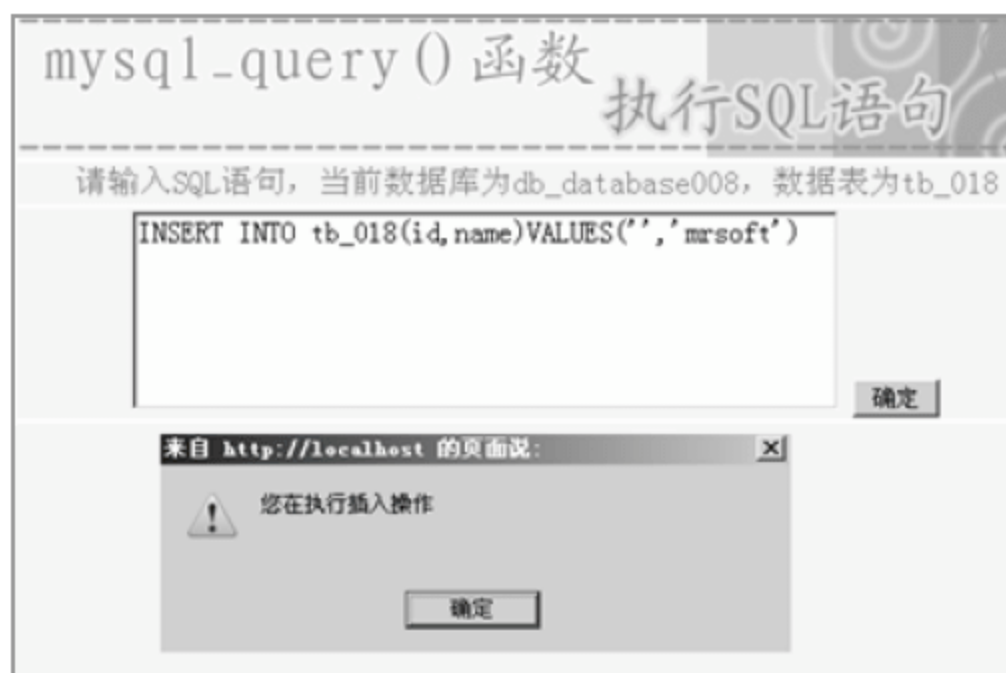 mysql_query()函数
执行SQL语句
请输入SQL语句，当前数据库为db_database008，数据表为tb_018
INSERT INTO tb_018(id,name)VALUES('','mrsoft')
确定
来自 http://localhost 的页面说:
您在执行插入操作
确定